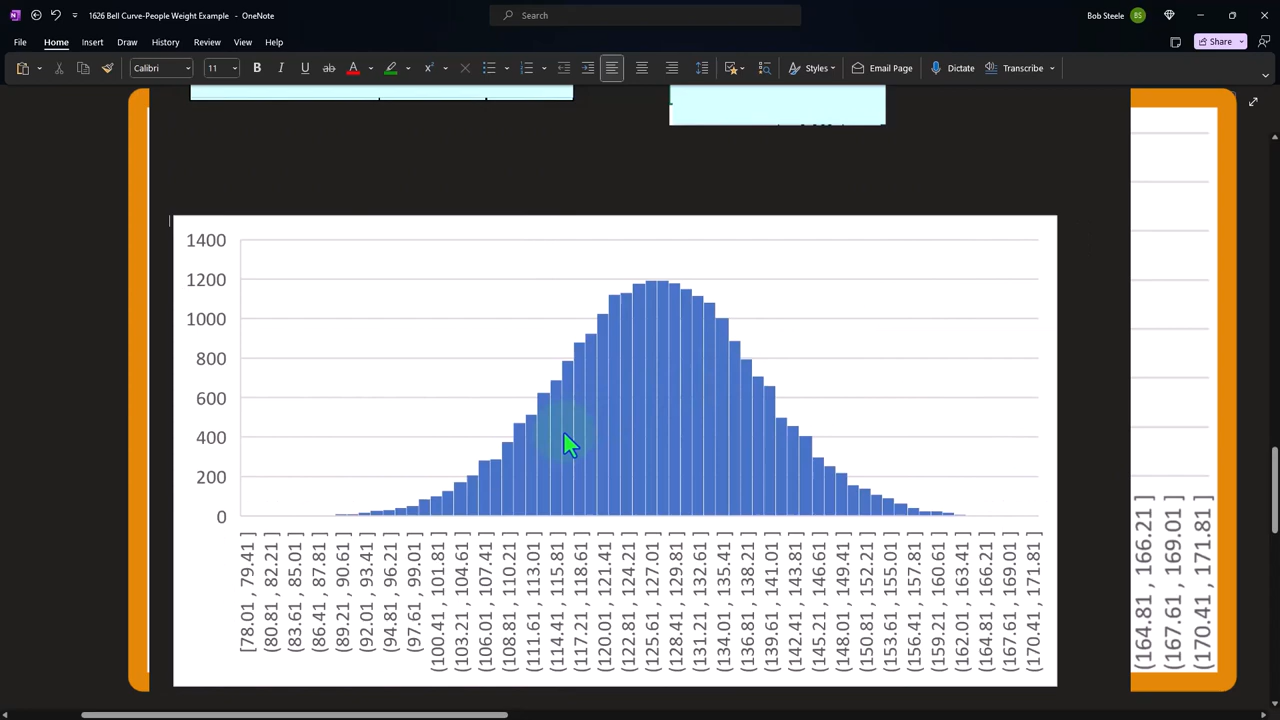 1626 Bell Curve-People Weight Example - OneNote
Search
Bob Steele
BS
File Home Insert Draw History Review View Help
Share
Calibri
11
B I U ab A
Styles
Email Page
Dictate
Transcribe
1400
1200
1000
800
600
400
200
0
[78.01 , 79.41 ]
(80.81 , 82.21 ]
(83.61 , 85.01 ]
(86.41 , 87.81 ]
(89.21 , 90.61 ]
(92.01 , 93.41 ]
(94.81 , 96.21 ]
(97.61 , 99.01 ]
(100.41 , 101.81 ]
(103.21 , 104.61 ]
(106.01 , 107.41 ]
(108.81 , 110.21 ]
(111.61 , 113.01 ]
(114.41 , 115.81 ]
(117.21 , 118.61 ]
(120.01 , 121.41 ]
(122.81 , 124.21 ]
(125.61 , 127.01 ]
(128.41 , 129.81 ]
(131.21 , 132.61 ]
(134.01 , 135.41 ]
(136.81 , 138.21 ]
(139.61 , 141.01 ]
(142.41 , 143.81 ]
(145.21 , 146.61 ]
(148.01 , 149.41 ]
(150.81 , 152.21 ]
(153.61 , 155.01 ]
(156.41 , 157.81 ]
(159.21 , 160.61 ]
(162.01 , 163.41 ]
(164.81 , 166.21 ]
(167.61 , 169.01 ]
(170.41 , 171.81 ]
(164.81 , 166.21 ]
(167.61 , 169.01 ]
(170.41 , 171.81 ]